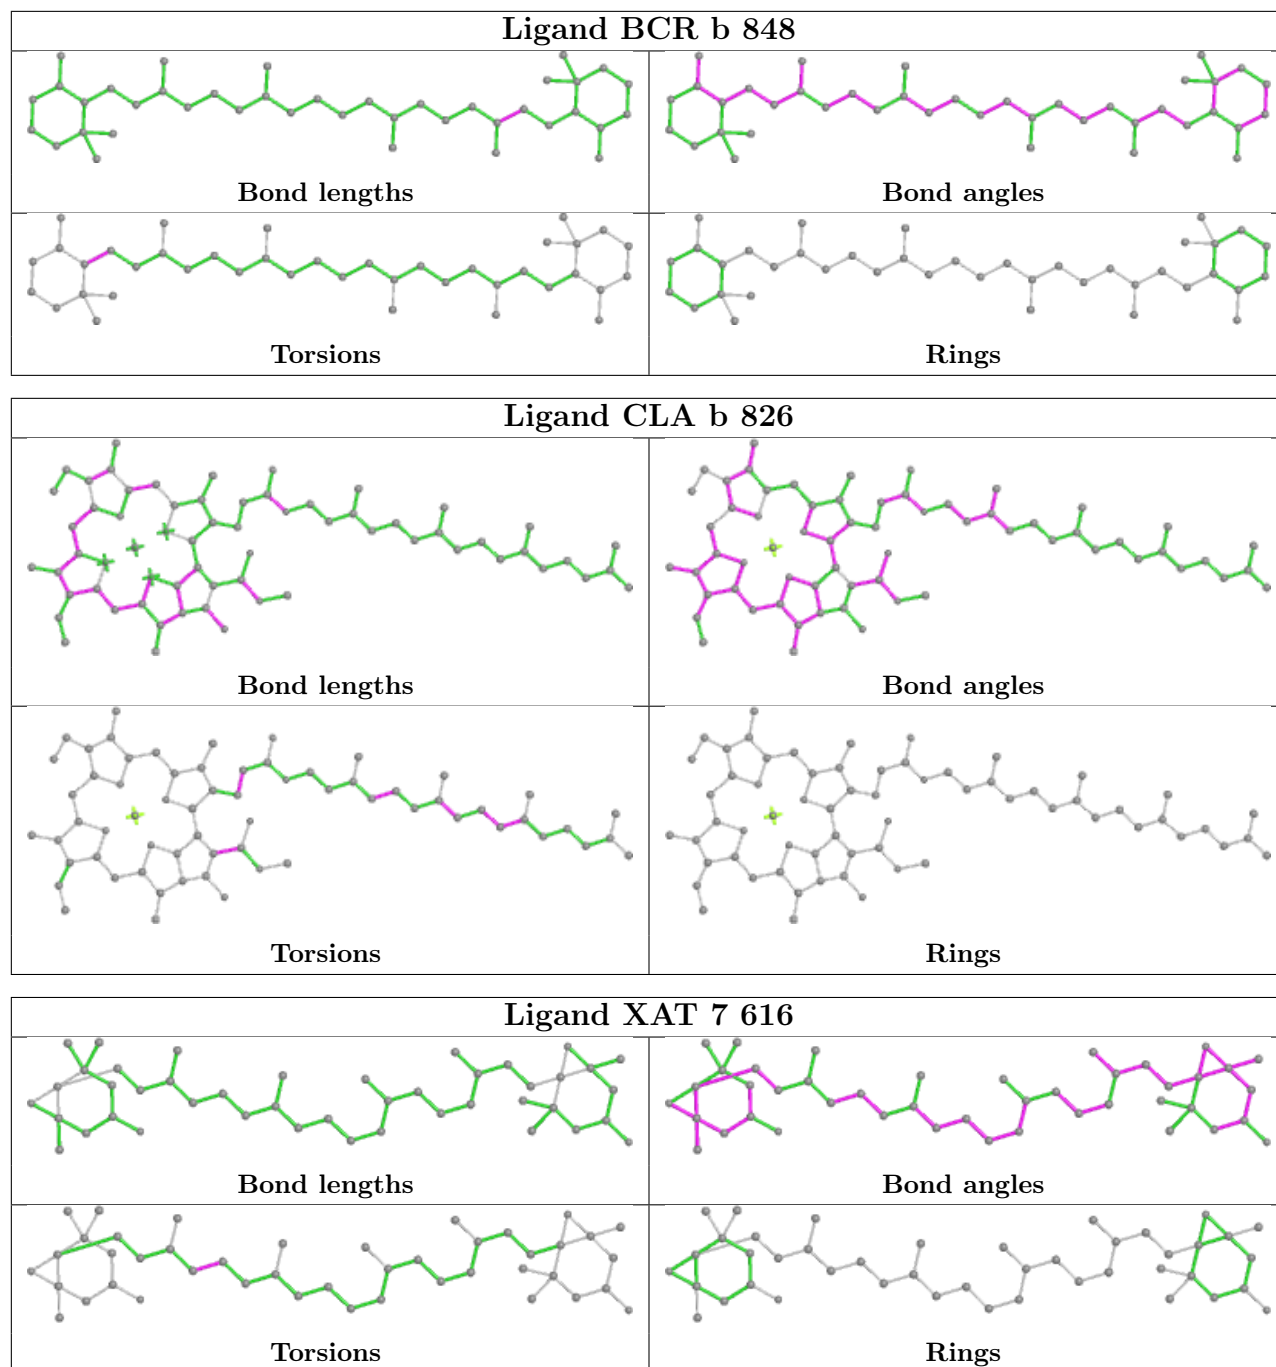 Ligand BCR b 848
Bond lengths
Bond angles
Torsions
Rings
Ligand CLA b 826
Bond lengths
Bond angles
Torsions
Rings
Ligand XAT 7 616
Bond lengths
Bond angles
Torsions
Rings